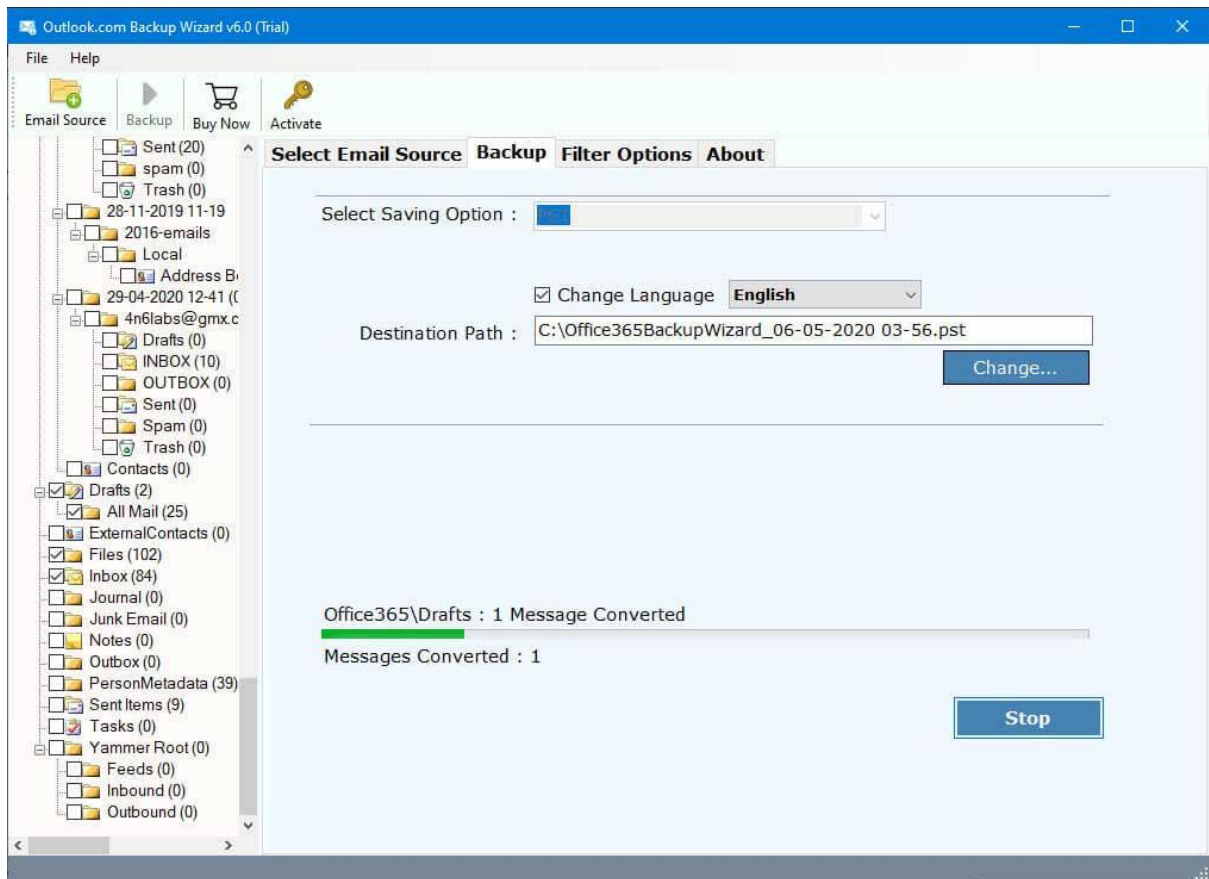 Outlook.com Backup Wizard v6.0 (Trial)
File Help
Email Source Backup Buy Now Activate
Sent (20)
spam (0)
Trash (0)
28-11-2019 11-19
2016-emails
Local
Address B
29-04-2020 12-41 (
4n6labs@gmx.c
Drafts (0)
INBOX (10)
OUTBOX (0)
Sent (0)
Spam (0)
Trash (0)
Contacts (0)
Drafts (2)
All Mail (25)
ExternalContacts (0)
Files (102)
Inbox (84)
Journal (0)
Junk Email (0)
Notes (0)
Outbox (0)
PersonMetadata (39)
Sent Items (9)
Tasks (0)
Yammer Root (0)
Feeds (0)
Inbound (0)
Outbound (0)
Select Email Source Backup Filter Options About
Select Saving Option :
Change Language English
Destination Path : C:\Office365BackupWizard_06-05-2020 03-56.pst
Change...
Office365\Drafts : 1 Message Converted
Messages Converted : 1
Stop